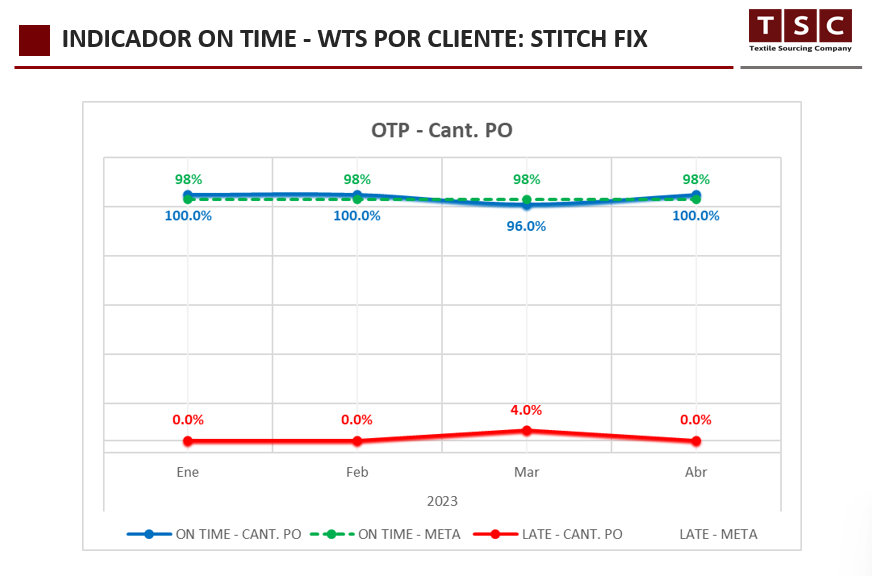 INDICADOR ON TIME - WTS POR CLIENTE: STITCH FIX
TSC
Textile Sourcing Company
OTP - Cant. PO
98% 98% 98% 98%
100.0% 100.0% 96.0% 100.0%
0.0% 0.0% 4.0% 0.0%
Ene Feb Mar Abr
2023
ON TIME - CANT. PO ON TIME - META LATE - CANT. PO LATE - META